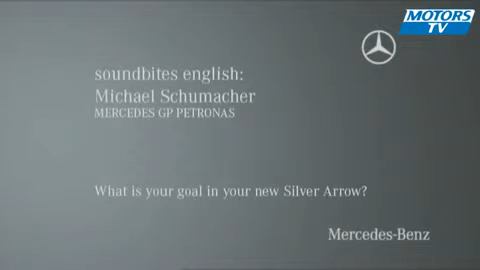 MOTORS
TV
soundbites english:
Michael Schumacher
MERCEDES GP PETRONAS
What is your goal in your new Silver Arrow?
Mercedes-Benz